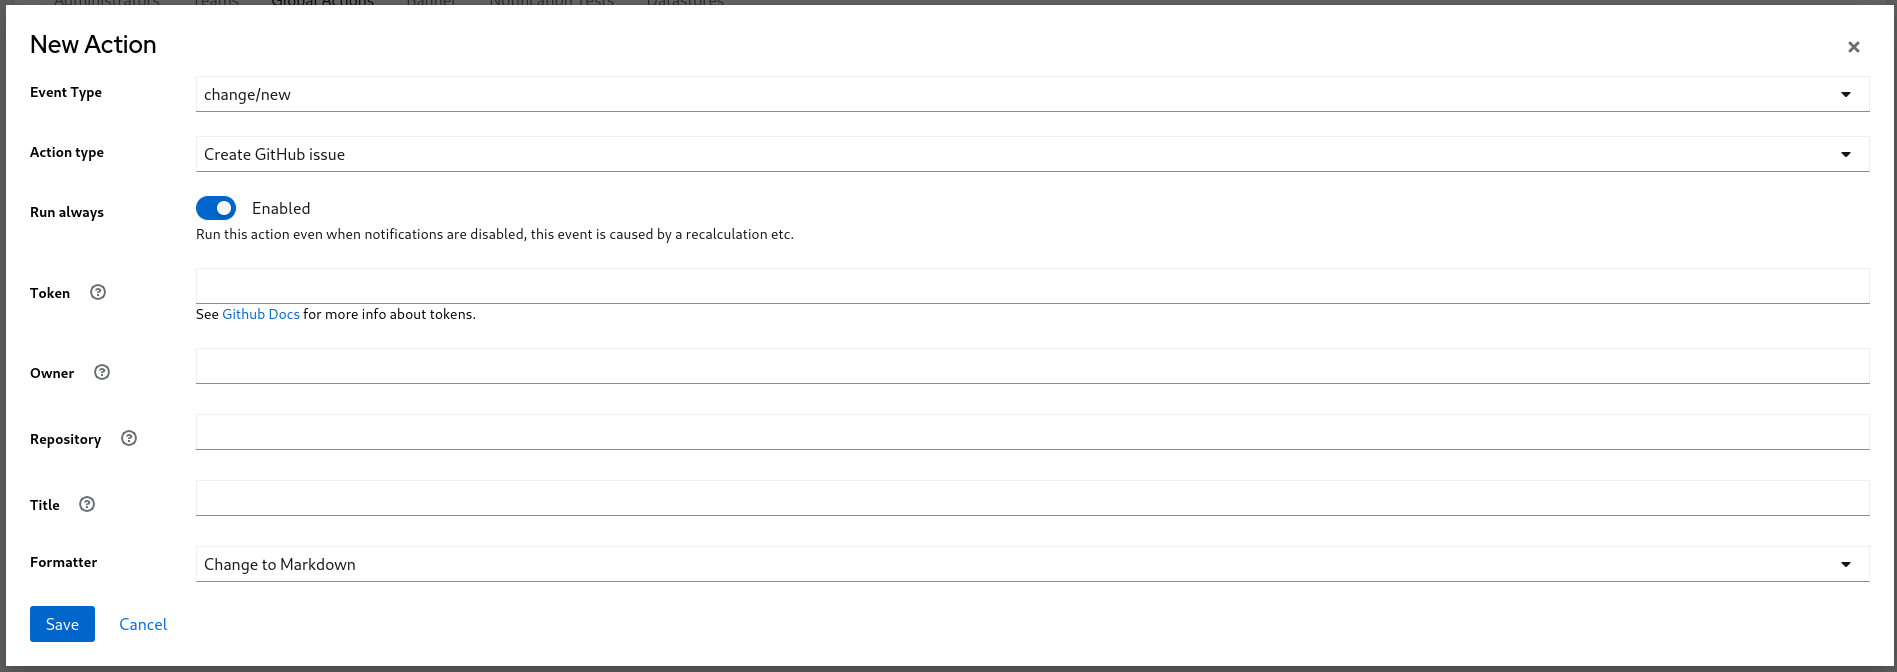 Administrators Teams Global Actions Banner Notification Tests Datastores
New Action
Event Type
change/new
Action type
Create GitHub issue
Run always
Enabled
Run this action even when notifications are disabled, this event is caused by a recalculation etc.
Token
See Github Docs for more info about tokens.
Owner
Repository
Title
Formatter
Change to Markdown
Save Cancel